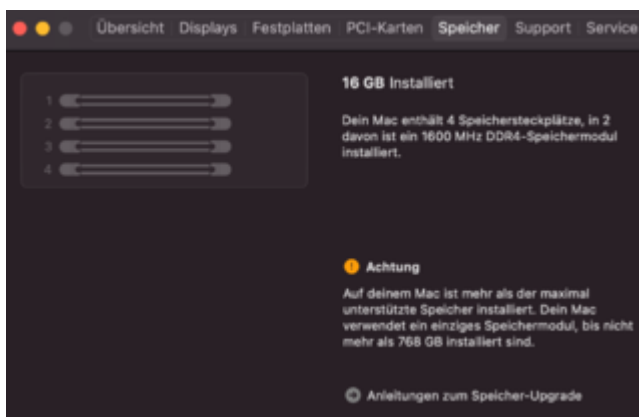 Übersicht Displays Festplatten PCI-Karten Speicher Support Service
1
2
3
4
16 GB Installiert
Dein Mac enthält 4 Speichersteckplätze, in 2
davon ist ein 1600 MHz DDR4-Speichermodul
installiert.
Achtung
Auf deinem Mac ist mehr als der maximal
unterstützte Speicher installiert. Dein Mac
verwendet ein einziges Speichermodul, bis nicht
mehr als 768 GB installiert sind.
Anleitungen zum Speicher-Upgrade